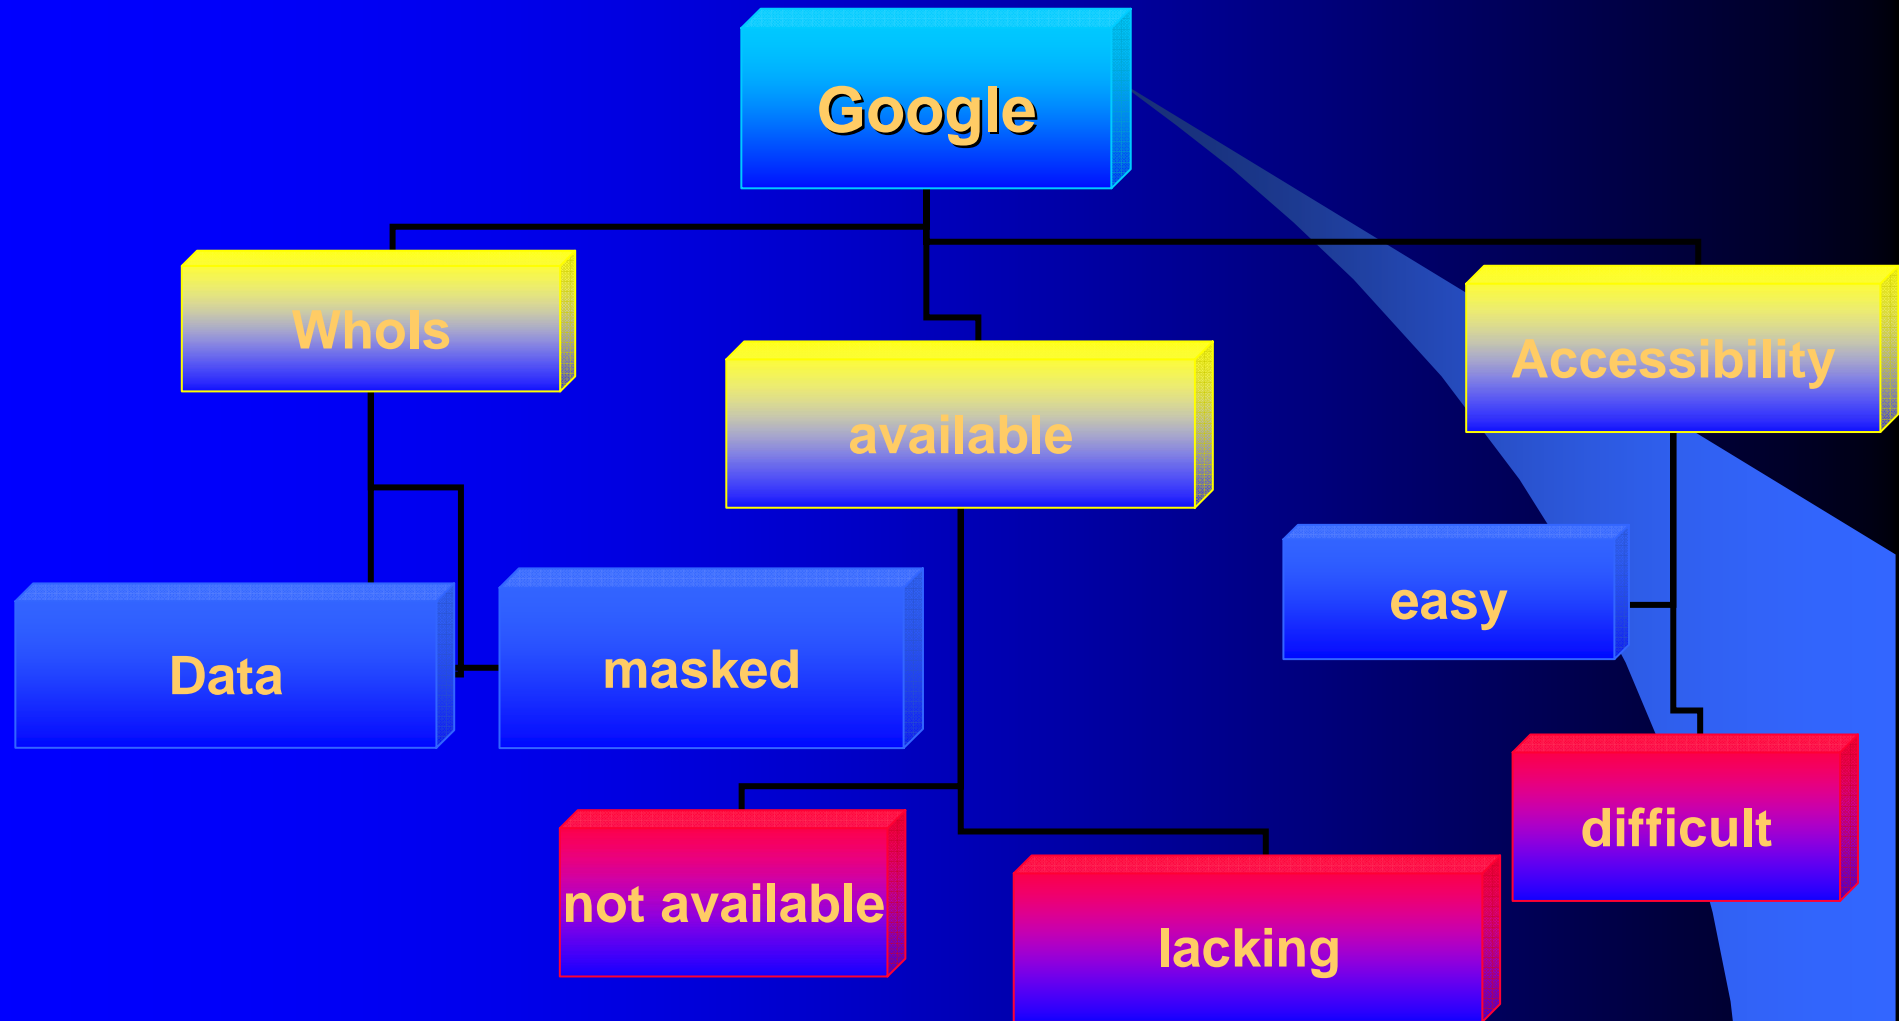 Google
WhoIs
available
Accessibility
easy
Data
masked
difficult
not available
lacking